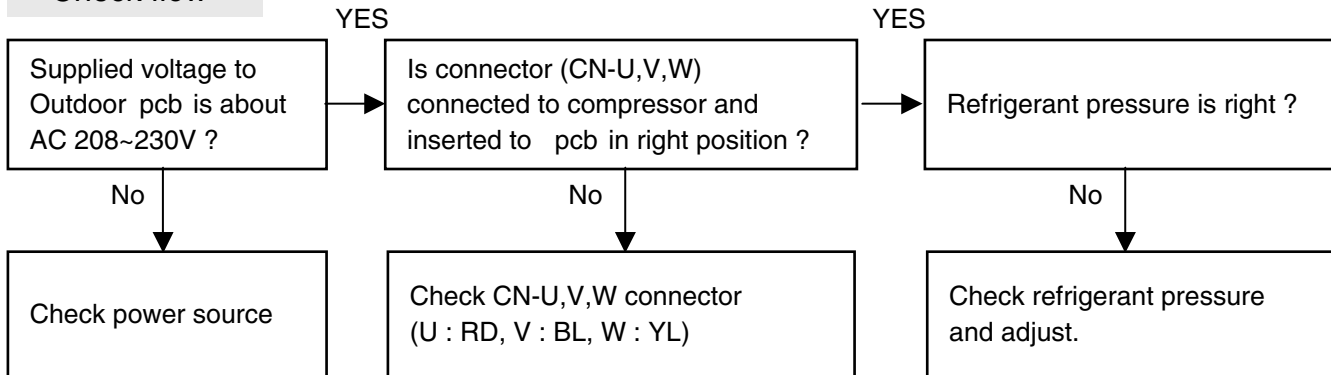 YES
YES
Supplied voltage to
Outdoor pcb is about
AC 208~230V ?
Is connector (CN-U,V,W)
connected to compressor and
inserted to pcb in right position ?
Refrigerant pressure is right ?
No
No
No
Check power source
Check CN-U,V,W connector
(U : RD, V : BL, W : YL)
Check refrigerant pressure
and adjust.